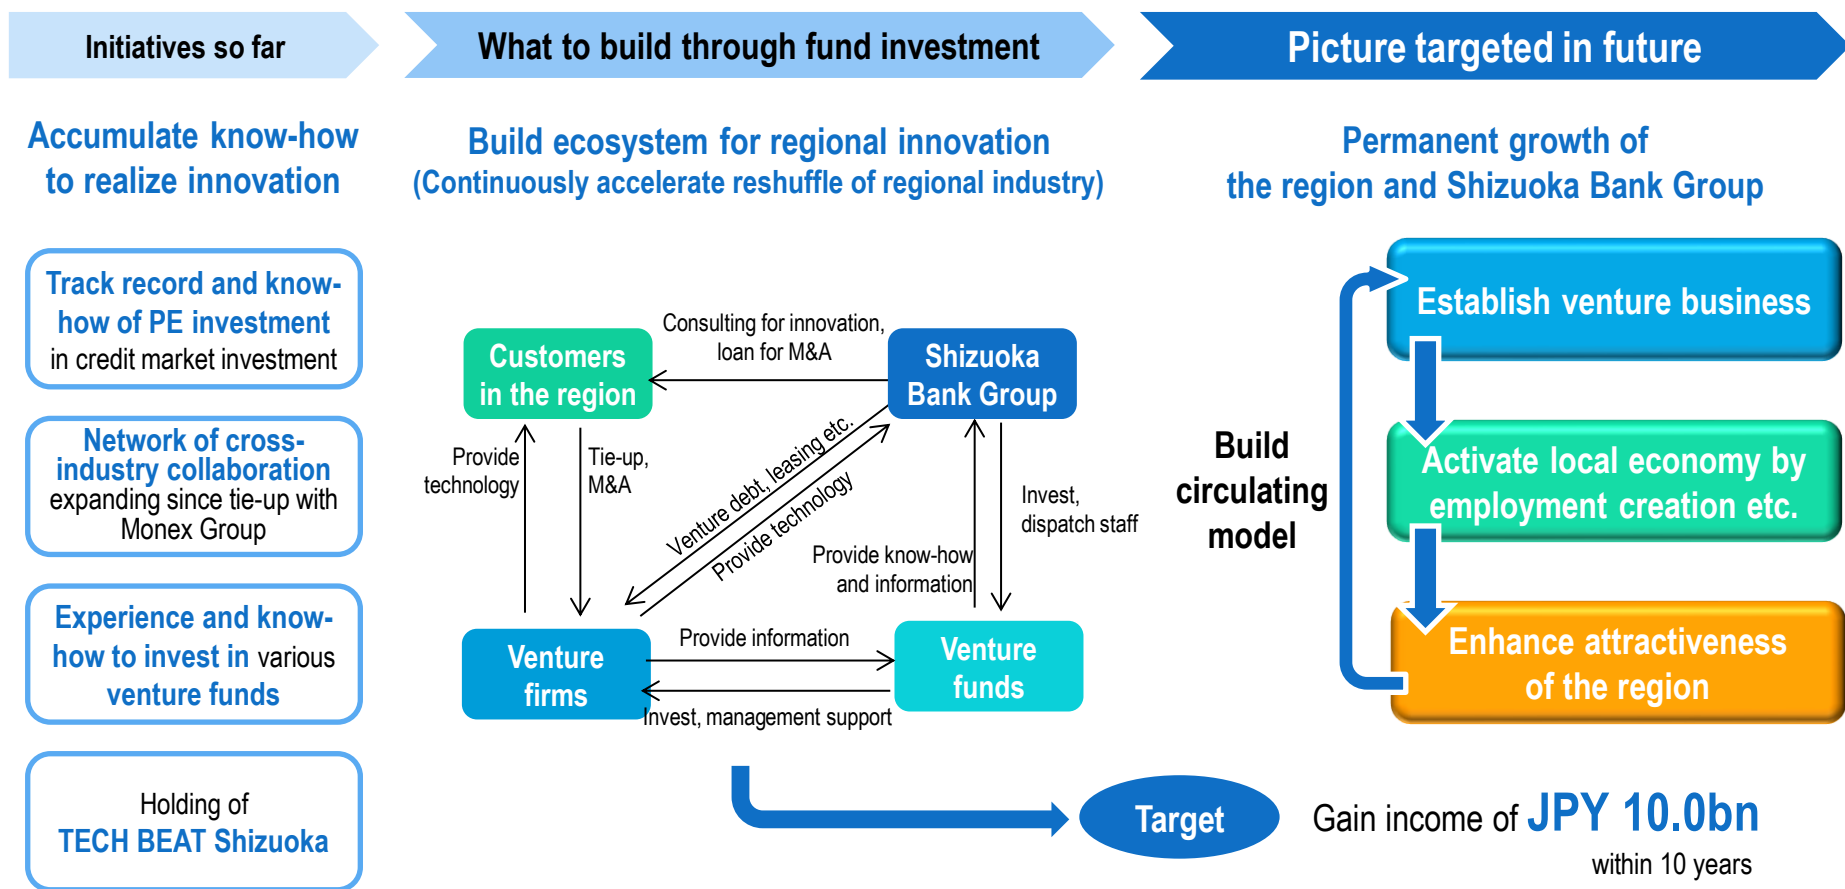 Initiatives so far
What to build through fund investment
Picture targeted in future
Accumulate know-how
to realize innovation
Build ecosystem for regional innovation
(Continuously accelerate reshuffle of regional industry)
Permanent growth of
the region and Shizuoka Bank Group
Track record and know-
how of PE investment
in credit market investment
Network of cross-
industry collaboration
expanding since tie-up with
Monex Group
Experience and know-
how to invest in various
venture funds
Holding of
TECH BEAT Shizuoka
Customers
in the region
Consulting for innovation,
loan for M&A
Shizuoka
Bank Group
Provide
technology
Tie-up,
M&A
Venture debt, leasing etc.
Provide technology
Invest,
dispatch staff
Provide know-how
and information
Venture
firms
Provide information
Invest, management support
Venture
funds
Build
circulating
model
Establish venture business
Activate local economy by
employment creation etc.
Enhance attractiveness
of the region
Target
Gain income of JPY 10.0bn
within 10 years